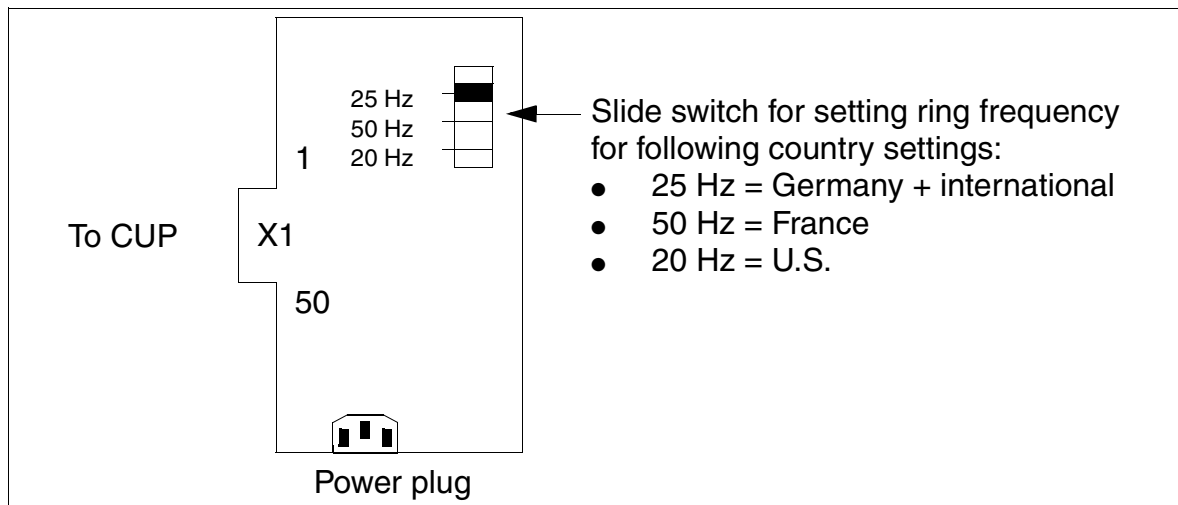 25 Hz
50 Hz
20 Hz
1
To CUP
X1
50
Power plug
Slide switch for setting ring frequency
for following country settings:
● 25 Hz = Germany + international
● 50 Hz = France
● 20 Hz = U.S.